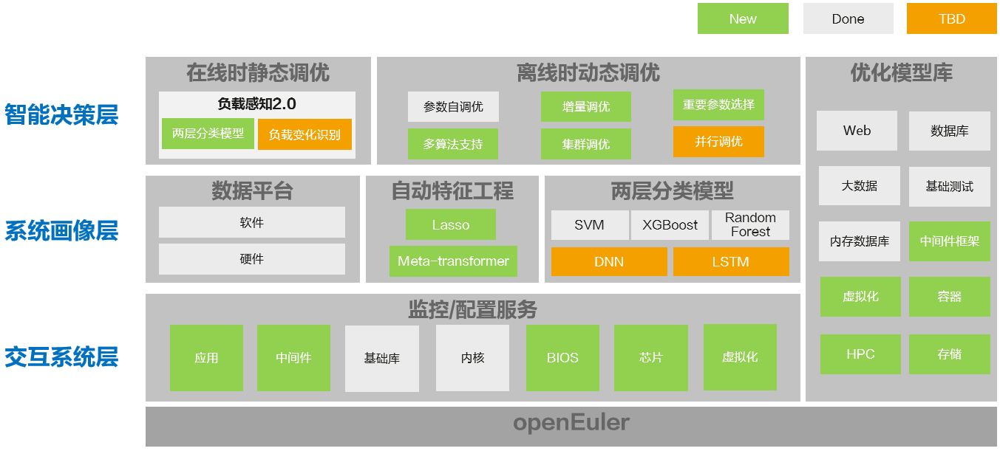 New
Done
TBD
智能决策层
在线时静态调优
负载感知2.0
两层分类模型
负载变化识别
离线时动态调优
参数自调优
增量调优
重要参数选择
多算法支持
集群调优
并行调优
优化模型库
Web
数据库
大数据
基础测试
内存数据库
中间件框架
虚拟化
容器
HPC
存储
系统画像层
数据平台
软件
硬件
自动特征工程
Lasso
Meta-transformer
两层分类模型
SVM
XGBoost
Random
Forest
DNN
LSTM
交互系统层
监控/配置服务
应用
中间件
基础库
内核
BIOS
芯片
虚拟化
openEuler